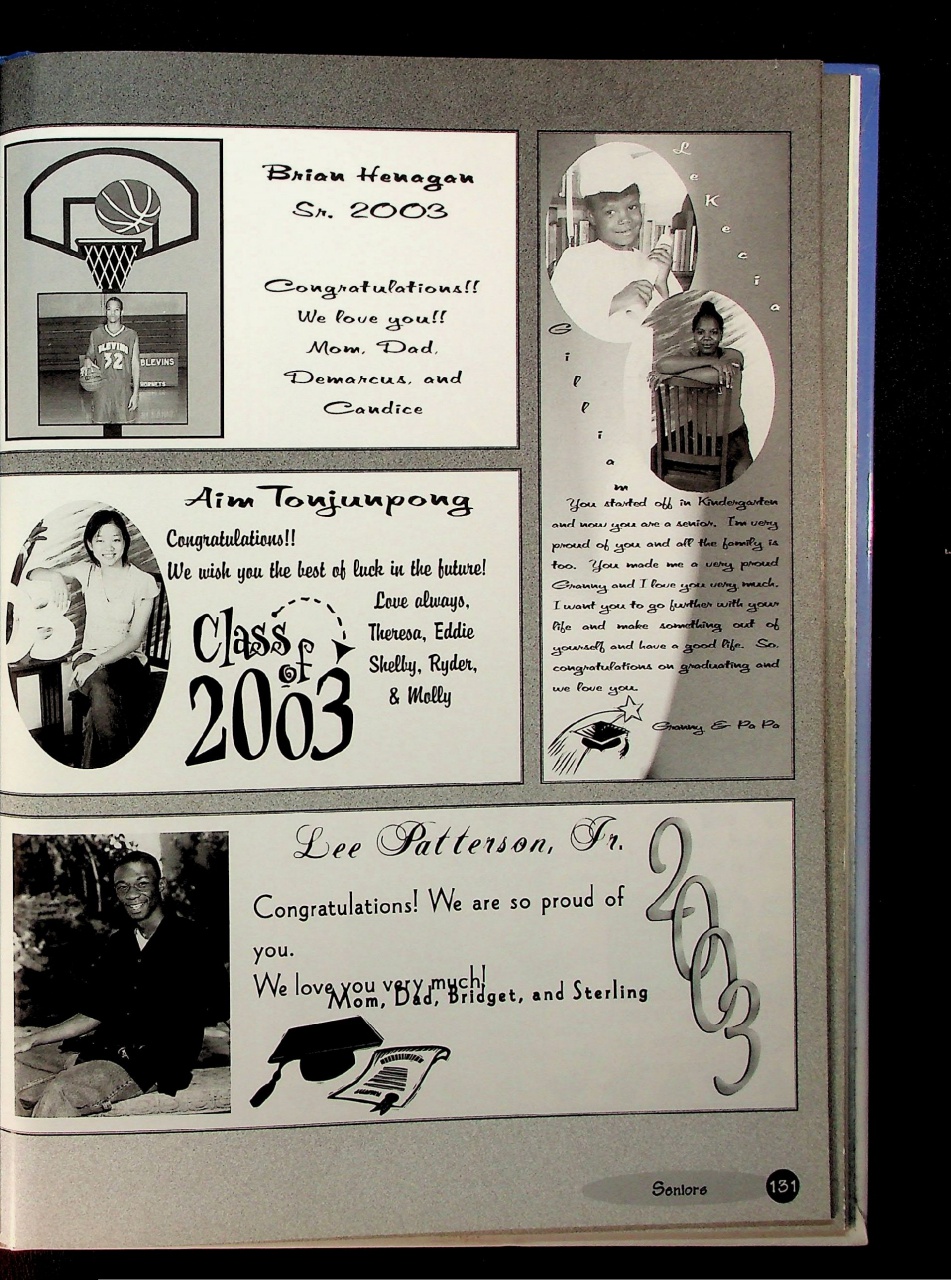 Brian Henagan
Sr. 2003
Congratulations!!
We love you!!
Mom, Dad,
Demarcus, and
Candice
BLEVINS
32
BLEVINS
HORNETS
LeKecia
Gilliam
You started off in Kindergarten
and now you are a senior. I'm very
proud of you and all the family is
too. You made me a very proud
Granny and I love you very much.
I want you to go further with your
life and make something out of
yourself and have a good life. So,
congratulations on graduating and
we love you.
Granny & Pa Pa
Aim Tonjunpong
Congratulations!!
We wish you the best of luck in the future!
Love always,
Theresa, Eddie
Shelby, Ryder,
& Molly
Class
of
2003
Lee Patterson, Jr.
Congratulations! We are so proud of
you.
We love you very much!
Mom, Dad, Bridget, and Sterling
2003
Seniors 131